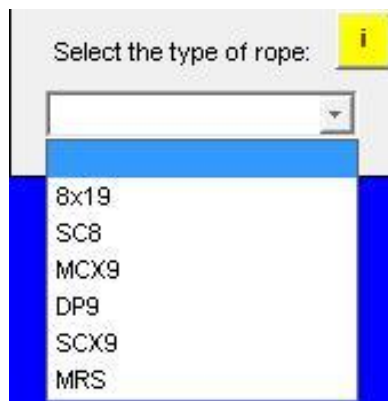 Select the type of rope:
i
8x19
SC8
MCX9
DP9
SCX9
MRS